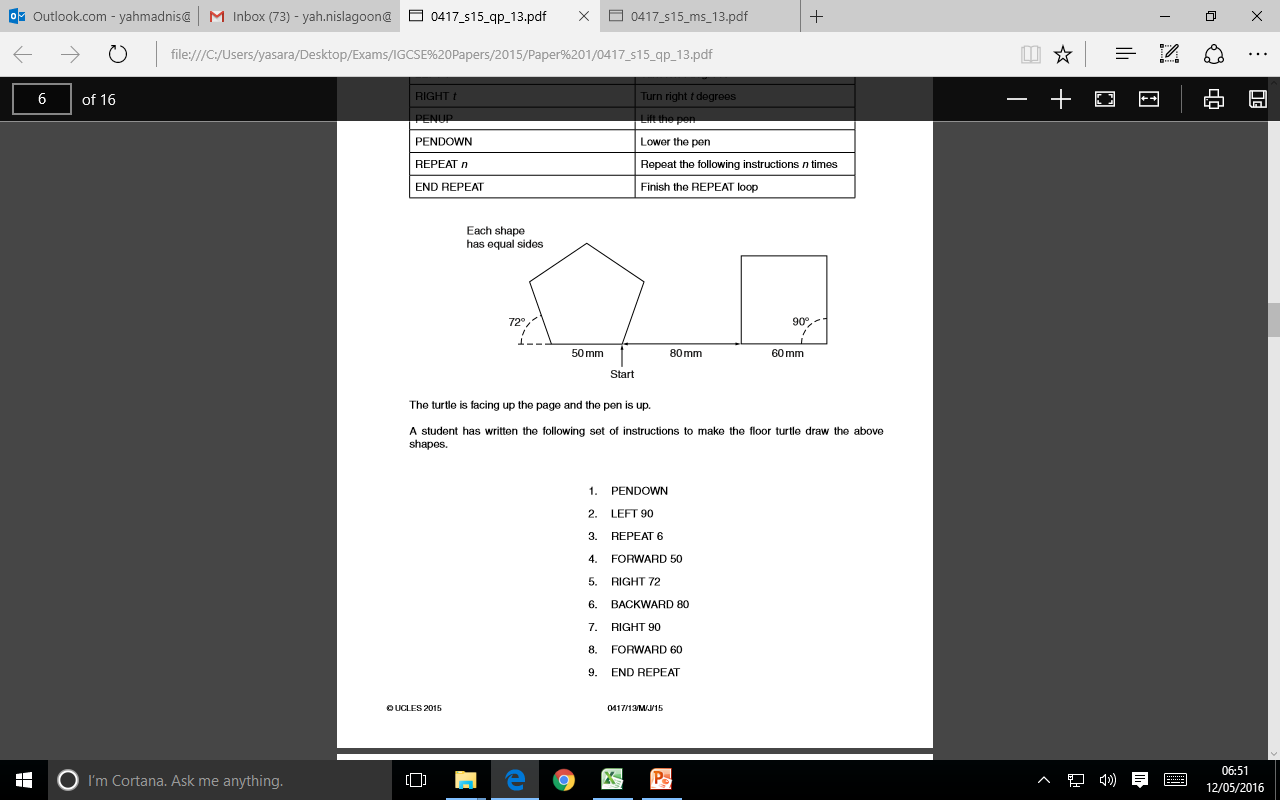 Outlook.com - yahmadnis@
Inbox (73) - yah.nislagoon@
0417_s15_qp_13.pdf
0417_s15_ms_13.pdf
file:///C:/Users/yasara/Desktop/Exams/IGCSE%20Papers/2015/Paper%201/0417_s15_qp_13.pdf
6 of 16
RIGHT t Turn right t degrees
PENUP Lift the pen
PENDOWN Lower the pen
REPEAT n Repeat the following instructions n times
END REPEAT Finish the REPEAT loop
Each shape
has equal sides
72°
90°
50 mm 80 mm 60 mm
Start
The turtle is facing up the page and the pen is up.
A student has written the following set of instructions to make the floor turtle draw the above
shapes.
1. PENDOWN
2. LEFT 90
3. REPEAT 6
4. FORWARD 50
5. RIGHT 72
6. BACKWARD 80
7. RIGHT 90
8. FORWARD 60
9. END REPEAT
© UCLES 2015 0417/13/M/J/15
I'm Cortana. Ask me anything.
06:51
12/05/2016